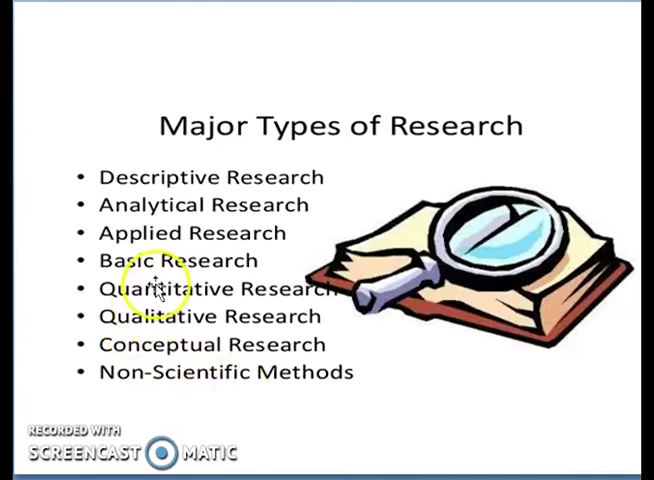 Major Types of Research
• Descriptive Research
• Analytical Research
• Applied Research
• Basic Research
• Quantitative Research
• Qualitative Research
• Conceptual Research
• Non-Scientific Methods
RECORDED WITH
SCREENCAST MATIC